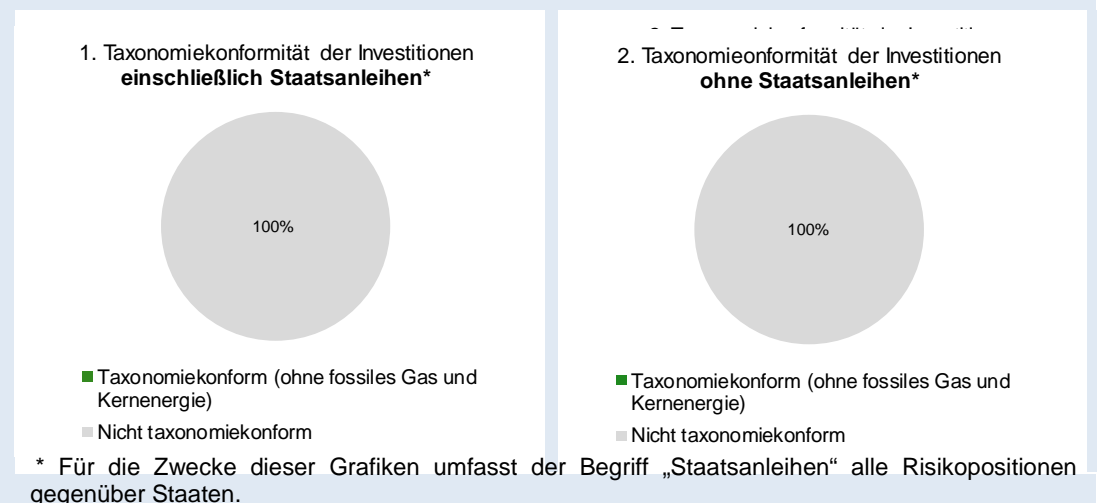 1. Taxonomiekonformität der Investitionen
einschließlich Staatsanleihen*
100%
Taxonomiekonform (ohne fossiles Gas und
Kernenergie)
Nicht taxonomiekonform
2. Taxonomieonformität der Investitionen
ohne Staatsanleihen*
100%
Taxonomiekonform (ohne fossiles Gas und
Kernenergie)
Nicht taxonomiekonform
* Für die Zwecke dieser Grafiken umfasst der Begriff „Staatsanleihen“ alle Risikopositionen
gegenüber Staaten.